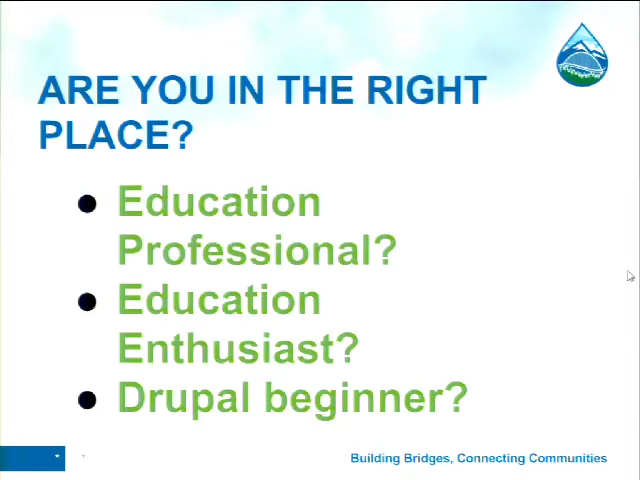 ARE YOU IN THE RIGHT
PLACE?
● Education
Professional?
● Education
Enthusiast?
● Drupal beginner?
Building Bridges, Connecting Communities